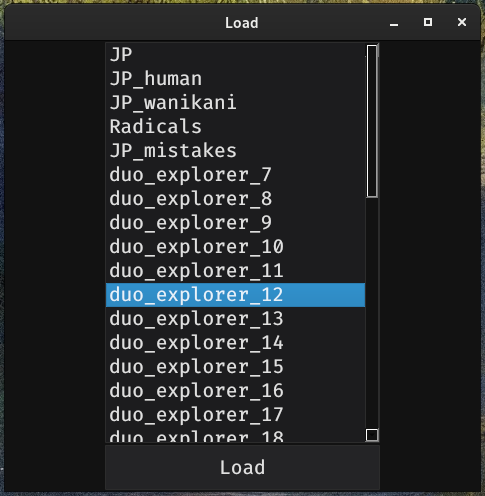 Load
JP
JP_human
JP_wanikani
Radicals
JP_mistakes
duo_explorer_7
duo_explorer_8
duo_explorer_9
duo_explorer_10
duo_explorer_11
duo_explorer_12
duo_explorer_13
duo_explorer_14
duo_explorer_15
duo_explorer_16
duo_explorer_17
duo_explorer_18
Load